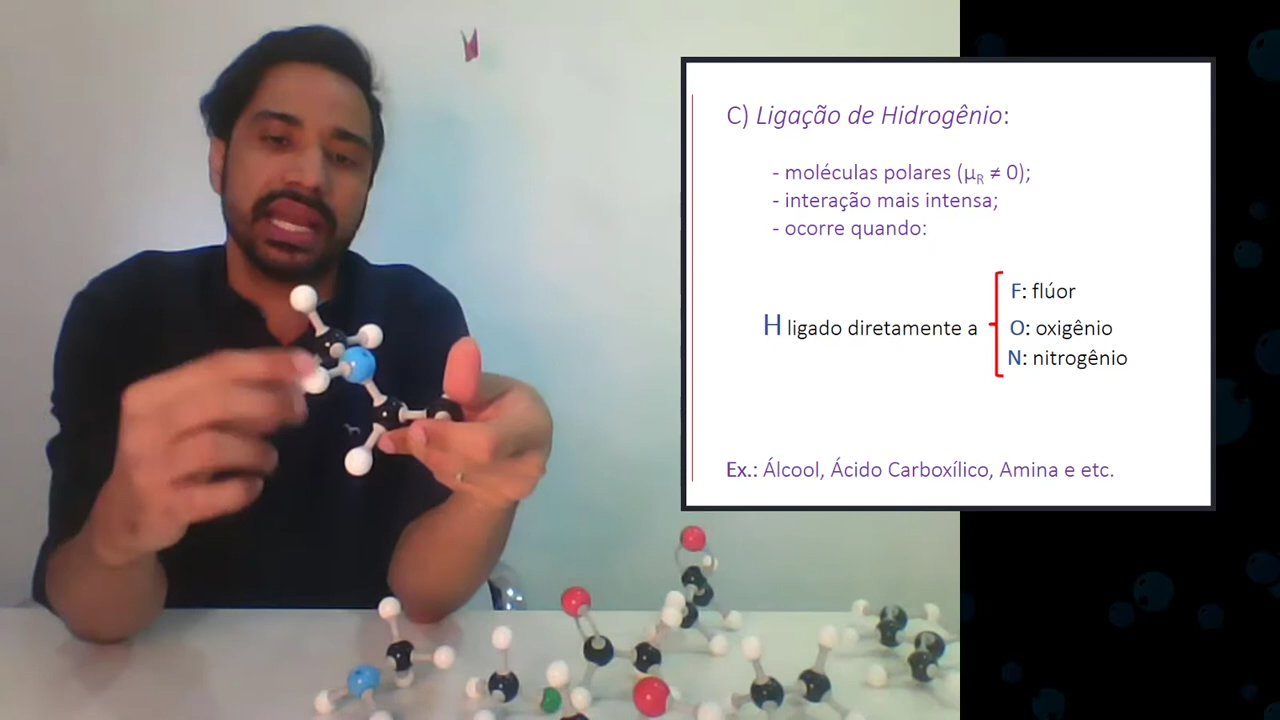 C) Ligação de Hidrogênio:
- moléculas polares (μR ≠ 0);
- interação mais intensa;
- ocorre quando:
F: flúor
H ligado diretamente a
O: oxigênio
N: nitrogênio
Ex.: Álcool, Ácido Carboxílico, Amina e etc.